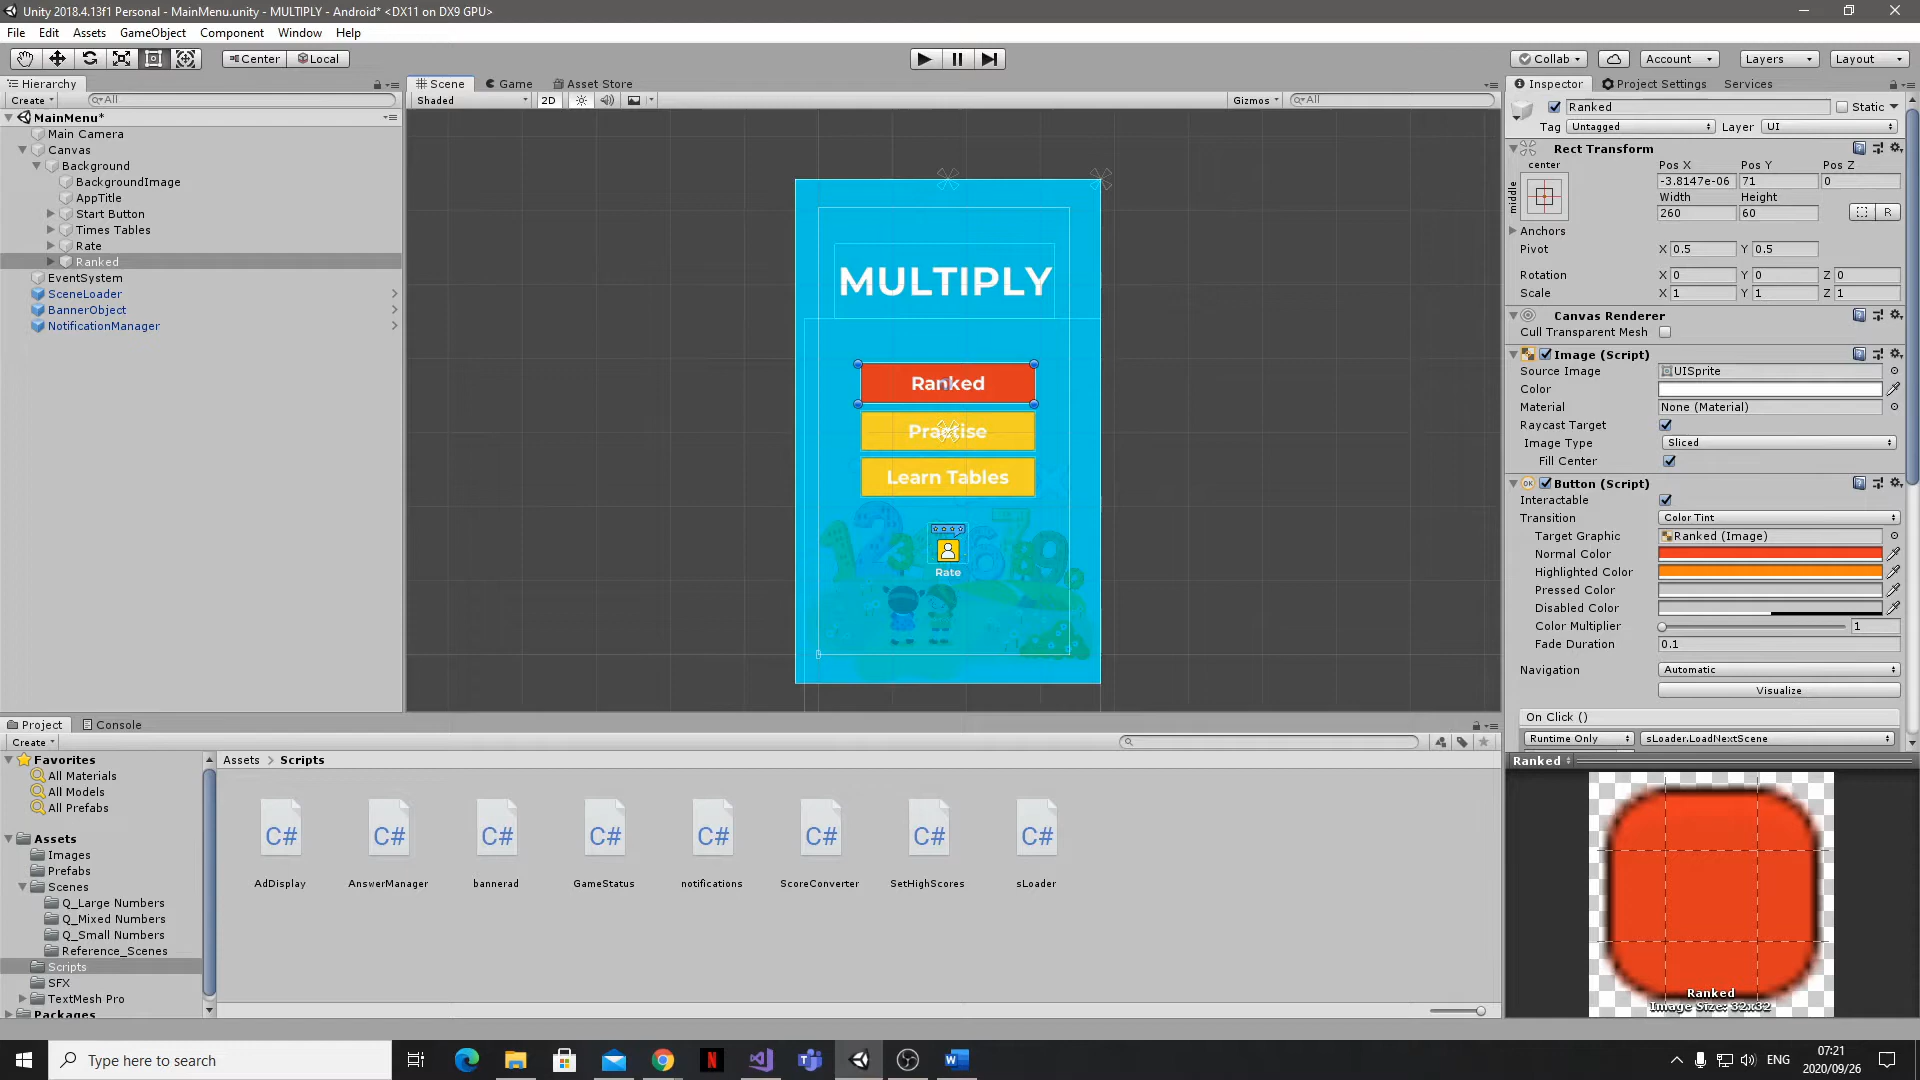 Unity 2018.4.13f1 Personal - MainMenu.unity - MULTIPLY - Android* <DX11 on DX9 GPU>
File Edit Assets GameObject Component Window Help
Center Local Collab Account Layers Layout
Hierarchy
Create All
MainMenu*
Main Camera
Canvas
Background
BackgroundImage
AppTitle
Start Button
Times Tables
Rate
Ranked
EventSystem
SceneLoader
BannerObject
NotificationManager
Scene Game Asset Store
Shaded 2D Gizmos All
MULTIPLY
Ranked
Practise
Learn Tables
Rate
Inspector Project Settings Services
Ranked Static
Tag Untagged Layer UI
Rect Transform
center Pos X Pos Y Pos Z
middle -3.8147e-06 71 0
Width Height
260 60 R
Anchors
Pivot X 0.5 Y 0.5
Rotation X 0 Y 0 Z 0
Scale X 1 Y 1 Z 1
Canvas Renderer
Cull Transparent Mesh
Image (Script)
Source Image UISprite
Color
Material None (Material)
Raycast Target
Image Type Sliced
Fill Center
Button (Script)
Interactable
Transition Color Tint
Target Graphic Ranked (Image)
Normal Color
Highlighted Color
Pressed Color
Disabled Color
Color Multiplier 1
Fade Duration 0.1
Navigation Automatic
Visualize
On Click ()
Runtime Only sLoader.LoadNextScene
Ranked
Ranked
Image Size: 32x32
Project Console
Create
Favorites
All Materials
All Models
All Prefabs
Assets
Images
Prefabs
Scenes
Q_Large Numbers
Q_Mixed Numbers
Q_Small Numbers
Reference_Scenes
Scripts
SFX
TextMesh Pro
Packages
Assets > Scripts
C# C# C# C# C# C# C# C#
AdDisplay AnswerManager bannerad GameStatus notifications ScoreConverter SetHighScores sLoader
Type here to search
ENG
07:21
2020/09/26